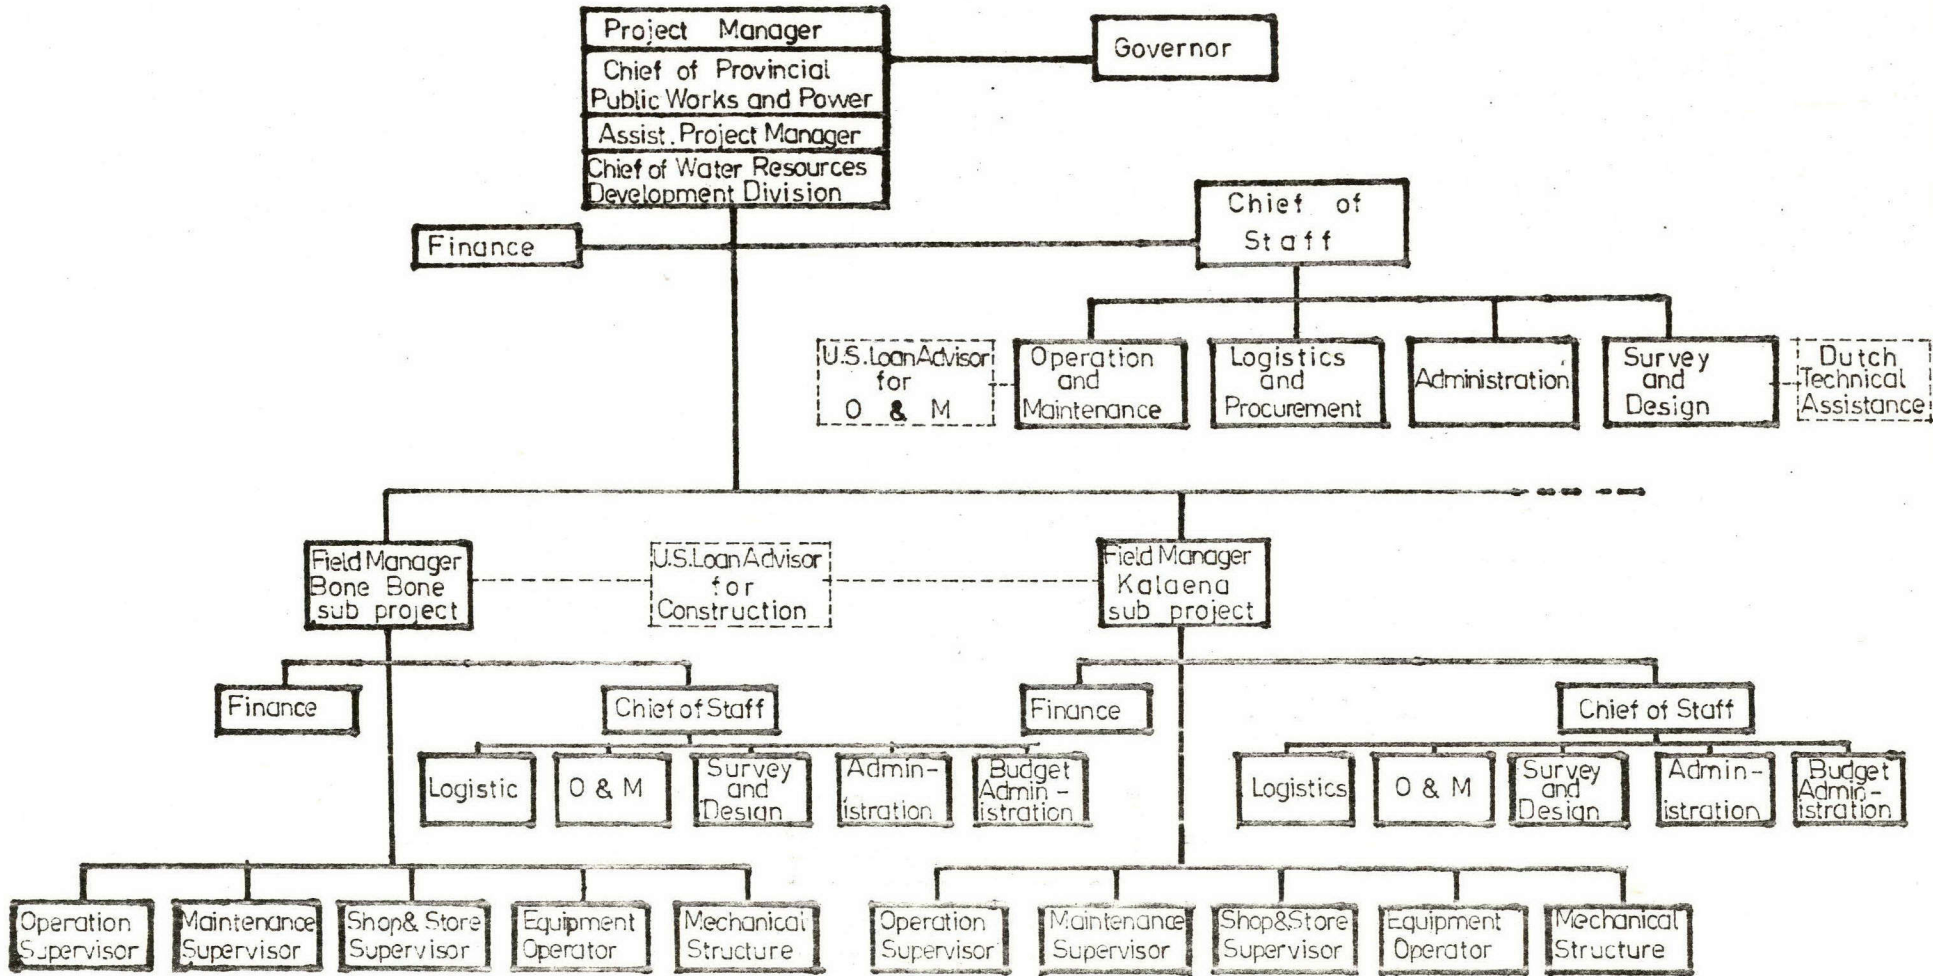 Project Manager
Chief of Provincial
Public Works and Power
Assist. Project Manager
Chief of Water Resources
Development Division
Governor
Finance
Chief of
Staff
U.S. Loan Advisor
for
O & M
Operation
and
Maintenance
Logistics
and
Procurement
Administration
Survey
and
Design
Dutch
Technical
Assistance
Field Manager
Bone Bone
sub project
U.S. Loan Advisor
for
Construction
Field Manager
Kalaena
sub project
Finance
Chief of Staff
Logistic
O & M
Survey
and
Design
Admin-
istration
Budget
Admin-
istration
Finance
Chief of Staff
Logistics
O & M
Survey
and
Design
Admin-
istration
Budget
Admin-
istration
Operation
Supervisor
Maintenance
Supervisor
Shop & Store
Supervisor
Equipment
Operator
Mechanical
Structure
Operation
Supervisor
Maintenance
Supervisor
Shop & Store
Supervisor
Equipment
Operator
Mechanical
Structure